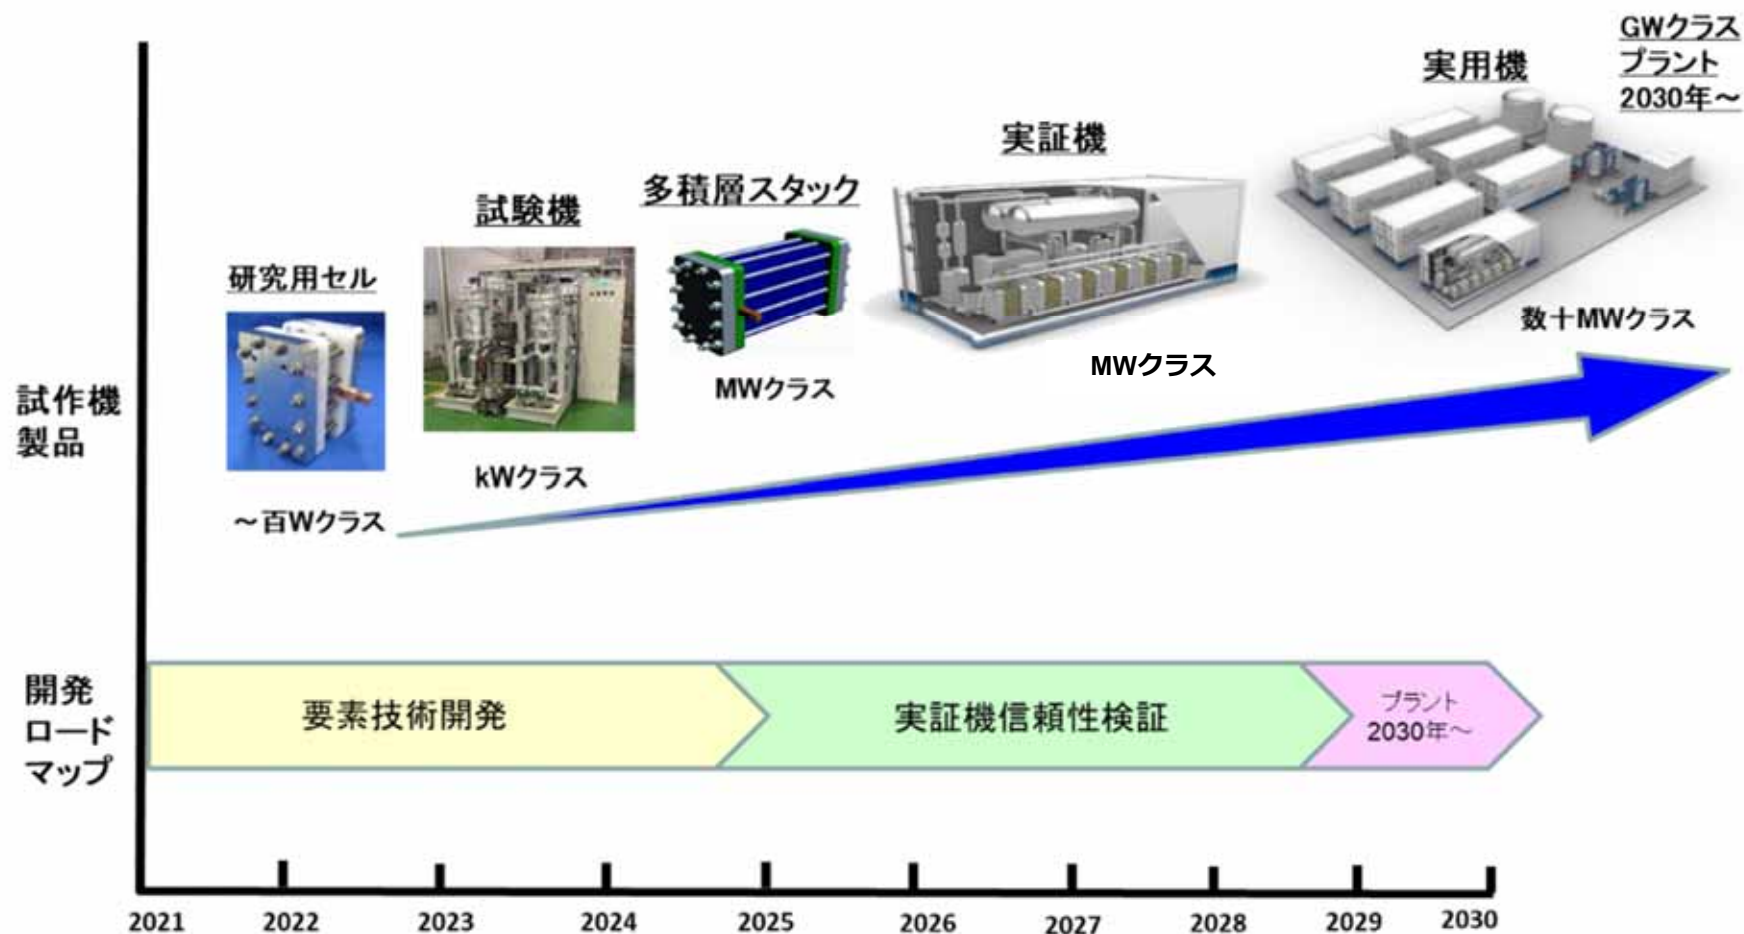 GWクラス
プラント
2030年～
実用機
実証機
多積層スタック
試験機
研究用セル
数十MWクラス
MWクラス
MWクラス
kWクラス
～百Wクラス
試作機
製品
開発
ロード
マップ
要素技術開発
実証機信頼性検証
プラント
2030年～
2021
2022
2023
2024
2025
2026
2027
2028
2029
2030